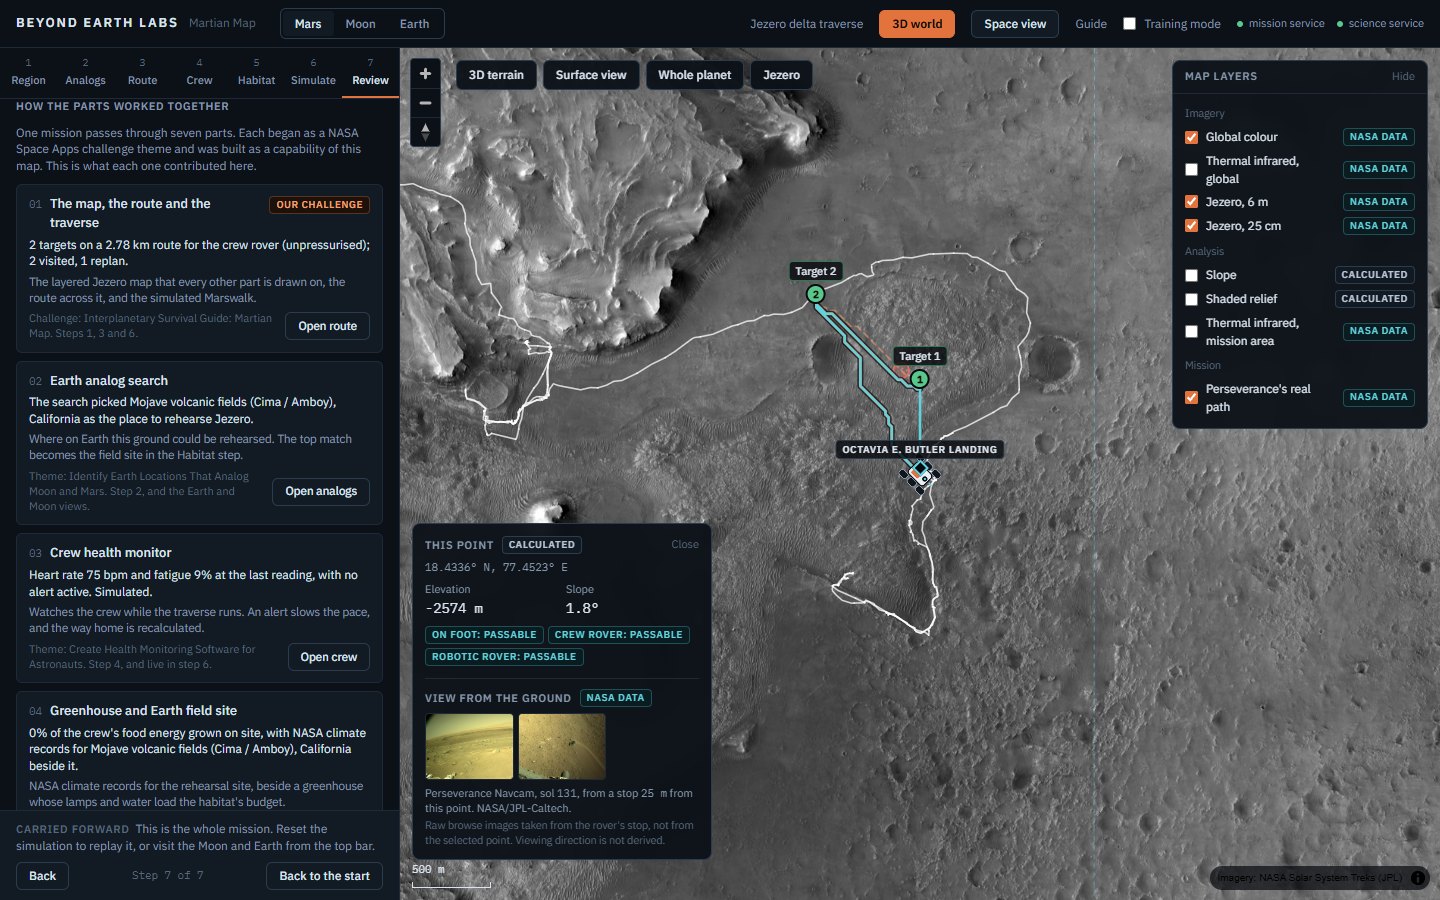 BEYOND EARTH LABS Martian Map
Mars Moon Earth
Jezero delta traverse 3D world Space view Guide Training mode mission service science service
1 2 3 4 5 6 7
Region Analogs Route Crew Habitat Simulate Review
HOW THE PARTS WORKED TOGETHER
One mission passes through seven parts. Each began as a NASA
Space Apps challenge theme and was built as a capability of this
map. This is what each one contributed here.
01 The map, the route and the
traverse
OUR CHALLENGE
2 targets on a 2.78 km route for the crew rover (unpressurised);
2 visited, 1 replan.
The layered Jezero map that every other part is drawn on, the
route across it, and the simulated Marswalk.
Challenge: Interplanetary Survival Guide: Martian
Map. Steps 1, 3 and 6.
Open route
02 Earth analog search
The search picked Mojave volcanic fields (Cima / Amboy),
California as the place to rehearse Jezero.
Where on Earth this ground could be rehearsed. The top match
becomes the field site in the Habitat step.
Theme: Identify Earth Locations That Analog
Moon and Mars. Step 2, and the Earth and
Moon views.
Open analogs
03 Crew health monitor
Heart rate 75 bpm and fatigue 9% at the last reading, with no
alert active. Simulated.
Watches the crew while the traverse runs. An alert slows the pace,
and the way home is recalculated.
Theme: Create Health Monitoring Software for
Astronauts. Step 4, and live in step 6.
Open crew
04 Greenhouse and Earth field site
0% of the crew's food energy grown on site, with NASA climate
records for Mojave volcanic fields (Cima / Amboy), California
beside it.
NASA climate records for the rehearsal site, beside a greenhouse
whose lamps and water load the habitat's budget.
CARRIED FORWARD This is the whole mission. Reset the
simulation to replay it, or visit the Moon and Earth from the top bar.
Back Step 7 of 7 Back to the start
+
−
3D terrain Surface view Whole planet Jezero
Target 2
2
Target 1
1
OCTAVIA E. BUTLER LANDING
THIS POINT CALCULATED Close
18.4336° N, 77.4523° E
Elevation Slope
-2574 m 1.8°
ON FOOT: PASSABLE CREW ROVER: PASSABLE
ROBOTIC ROVER: PASSABLE
VIEW FROM THE GROUND NASA DATA
Perseverance Navcam, sol 131, from a stop 25 m from
this point. NASA/JPL-Caltech.
Raw browse images taken from the rover's stop, not from
the selected point. Viewing direction is not derived.
500 m
MAP LAYERS Hide
Imagery
Global colour NASA DATA
Thermal infrared,
global
NASA DATA
Jezero, 6 m NASA DATA
Jezero, 25 cm NASA DATA
Analysis
Slope CALCULATED
Shaded relief CALCULATED
Thermal infrared,
mission area
NASA DATA
Mission
Perseverance's real
path
NASA DATA
Imagery: NASA Solar System Treks (JPL)